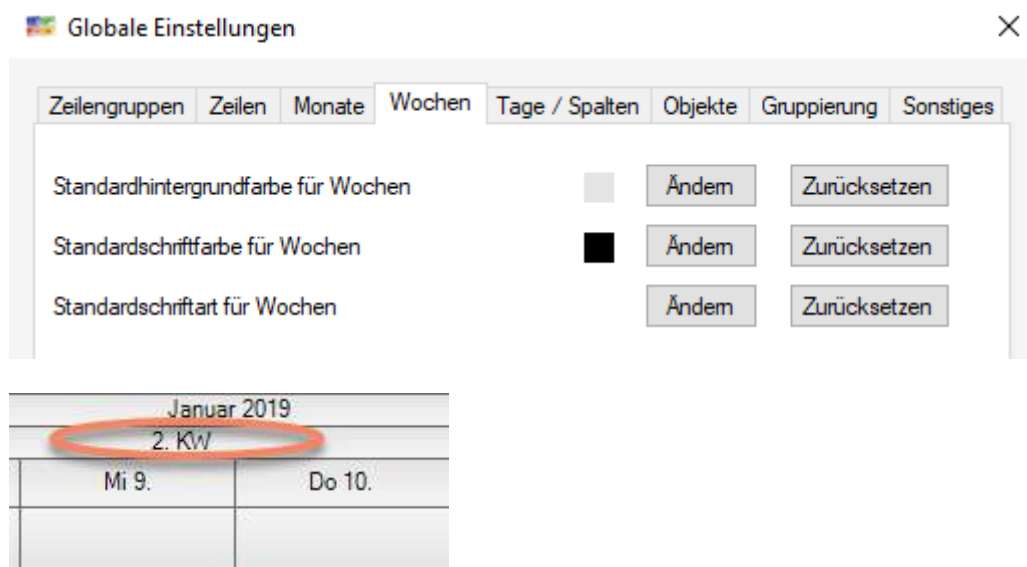 Globale Einstellungen
Zeilengruppen Zeilen Monate Wochen Tage / Spalten Objekte Gruppierung Sonstiges
Standardhintergrundfarbe für Wochen Ändern Zurücksetzen
Standardschriftfarbe für Wochen Ändern Zurücksetzen
Standardschriftart für Wochen Ändern Zurücksetzen
Januar 2019
2. KW
Mi 9. Do 10.